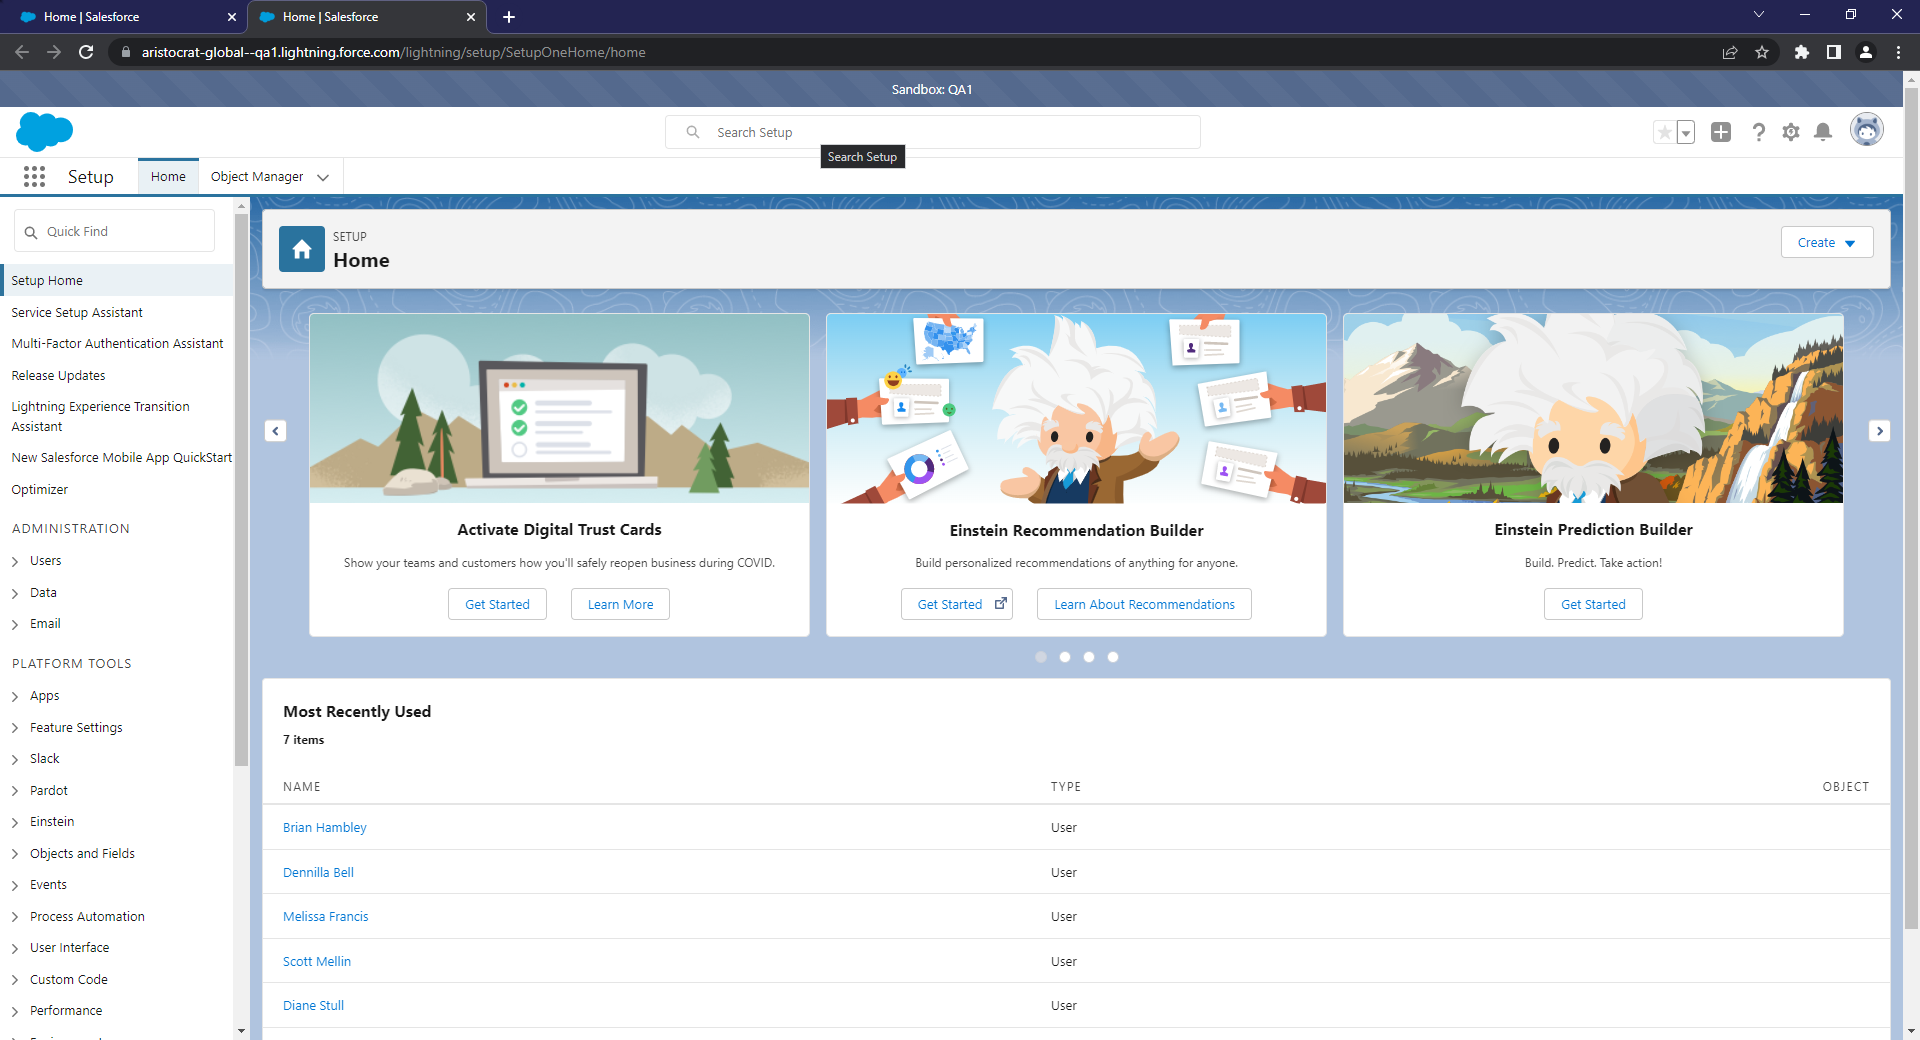 Home | Salesforce
Home | Salesforce
aristocrat-global--qa1.lightning.force.com/lightning/setup/SetupOneHome/home
Sandbox: QA1
Search Setup
Search Setup
Setup
Home
Object Manager
Quick Find
Setup Home
Service Setup Assistant
Multi-Factor Authentication Assistant
Release Updates
Lightning Experience Transition
Assistant
New Salesforce Mobile App QuickStart
Optimizer
ADMINISTRATION
Users
Data
Email
PLATFORM TOOLS
Apps
Feature Settings
Slack
Pardot
Einstein
Objects and Fields
Events
Process Automation
User Interface
Custom Code
Performance
SETUP
Home
Create
Activate Digital Trust Cards
Show your teams and customers how you'll safely reopen business during COVID.
Get Started
Learn More
Einstein Recommendation Builder
Build personalized recommendations of anything for anyone.
Get Started
Learn About Recommendations
Einstein Prediction Builder
Build. Predict. Take action!
Get Started
Most Recently Used
7 items
NAME TYPE OBJECT
Brian Hambley User
Dennilla Bell User
Melissa Francis User
Scott Mellin User
Diane Stull User